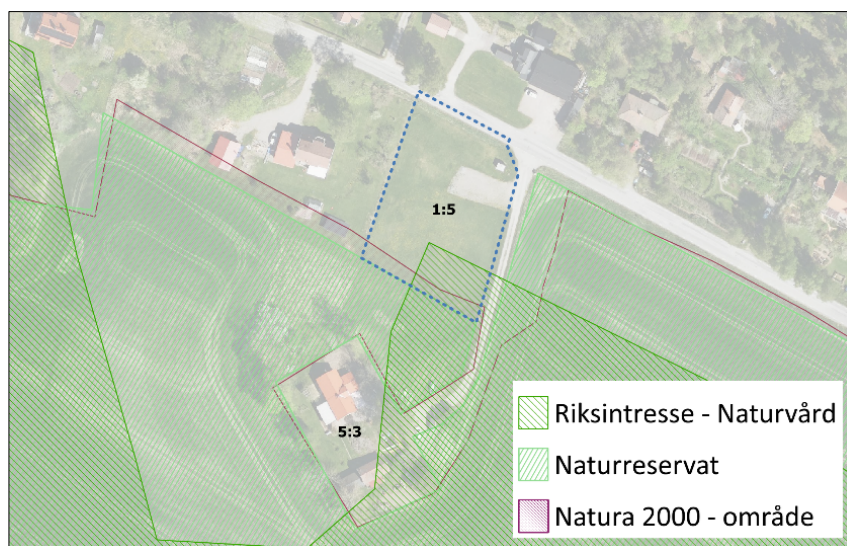 1:5
5:3
Riksintresse - Naturvård
Naturreservat
Natura 2000 - område